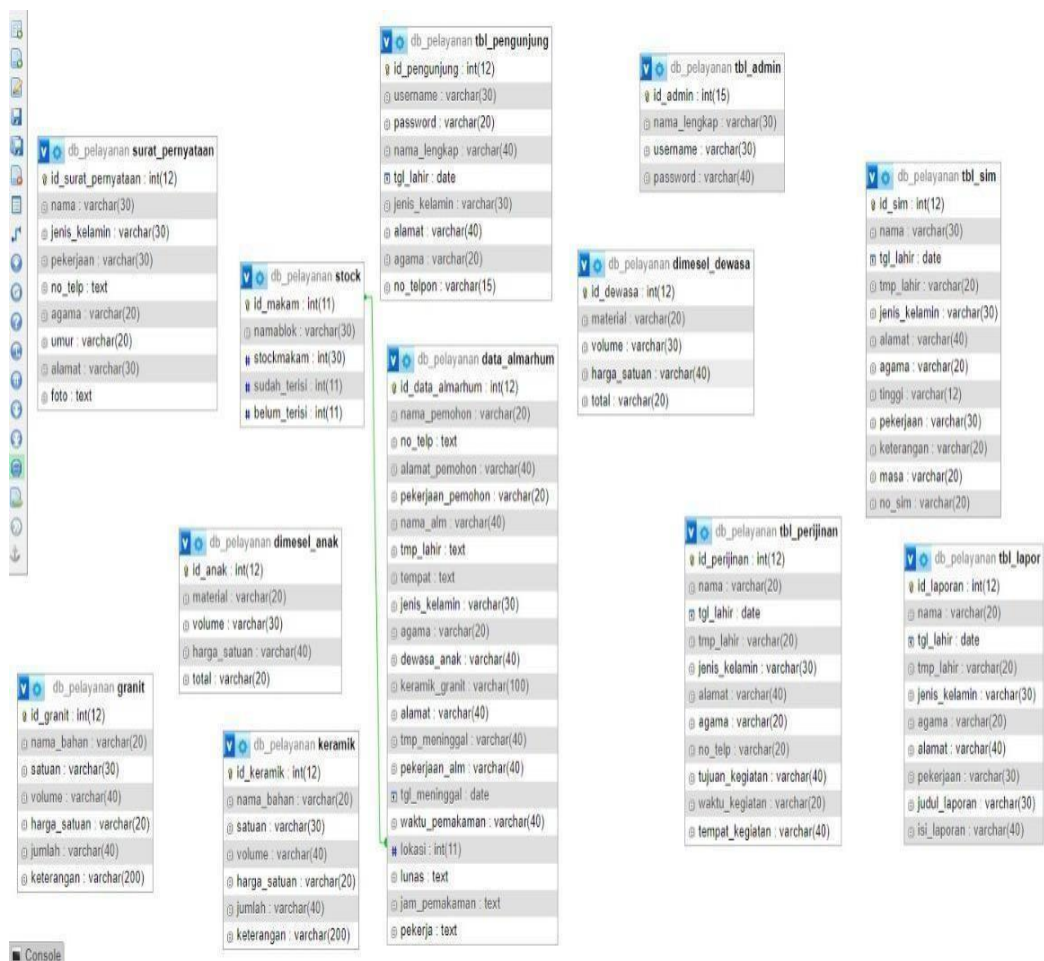 db_pelayanan surat_pernyataan
id_surat_pernyataan : int(12)
nama : varchar(30)
jenis_kelamin : varchar(30)
pekerjaan : varchar(30)
no_telp : text
agama : varchar(20)
umur : varchar(20)
alamat : varchar(30)
foto : text
db_pelayanan stock
id_makam : int(11)
namablok : varchar(30)
stockmakam : int(30)
sudah_terisi : int(11)
belum_terisi : int(11)
db_pelayanan tbl_pengunjung
id_pengunjung : int(12)
username : varchar(30)
password : varchar(20)
nama_lengkap : varchar(40)
tgl_lahir : date
jenis_kelamin : varchar(30)
alamat : varchar(40)
agama : varchar(20)
no_telpon : varchar(15)
db_pelayanan tbl_admin
id_admin : int(15)
nama_lengkap : varchar(30)
username : varchar(30)
password : varchar(40)
db_pelayanan dimesel_dewasa
id_dewasa : int(12)
material : varchar(20)
volume : varchar(30)
harga_satuan : varchar(40)
total : varchar(20)
db_pelayanan tbl_sim
id_sim : int(12)
nama : varchar(30)
tgl_lahir : date
tmp_lahir : varchar(20)
jenis_kelamin : varchar(30)
alamat : varchar(40)
agama : varchar(20)
tinggi : varchar(12)
pekerjaan : varchar(30)
keterangan : varchar(20)
masa : varchar(20)
no_sim : varchar(20)
db_pelayanan data_almarhum
id_data_almarhum : int(12)
nama_pemohon : varchar(20)
no_telp : text
alamat_pemohon : varchar(40)
pekerjaan_pemohon : varchar(20)
nama_alm : varchar(40)
tmp_lahir : text
tempat : text
jenis_kelamin : varchar(30)
agama : varchar(20)
dewasa_anak : varchar(40)
keramik_granit : varchar(100)
alamat : varchar(40)
tmp_meninggal : varchar(40)
pekerjaan_alm : varchar(40)
tgl_meninggal : date
waktu_pemakaman : varchar(40)
lokasi : int(11)
lunas : text
jam_pemakaman : text
pekerja : text
db_pelayanan dimesel_anak
id_anak : int(12)
material : varchar(20)
volume : varchar(30)
harga_satuan : varchar(40)
total : varchar(20)
db_pelayanan granit
id_granit : int(12)
nama_bahan : varchar(20)
satuan : varchar(30)
volume : varchar(40)
harga_satuan : varchar(20)
jumlah : varchar(40)
keterangan : varchar(200)
db_pelayanan keramik
id_keramik : int(12)
nama_bahan : varchar(20)
satuan : varchar(30)
volume : varchar(40)
harga_satuan : varchar(20)
jumlah : varchar(40)
keterangan : varchar(200)
db_pelayanan tbl_perijinan
id_perijinan : int(12)
nama : varchar(20)
tgl_lahir : date
tmp_lahir : varchar(20)
jenis_kelamin : varchar(30)
alamat : varchar(40)
agama : varchar(20)
no_telp : varchar(20)
tujuan_kegiatan : varchar(40)
waktu_kegiatan : varchar(20)
tempat_kegiatan : varchar(40)
db_pelayanan tbl_lapor
id_laporan : int(12)
nama : varchar(20)
tgl_lahir : date
tmp_lahir : varchar(20)
jenis_kelamin : varchar(30)
agama : varchar(20)
alamat : varchar(40)
pekerjaan : varchar(30)
judul_laporan : varchar(30)
isi_laporan : varchar(40)
Console